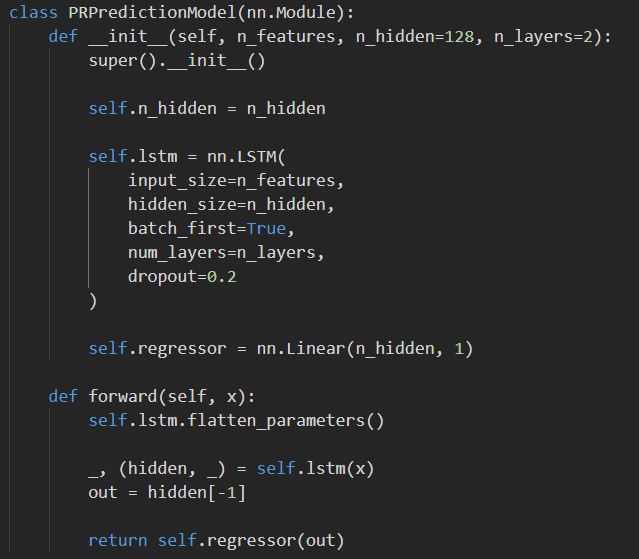 class PRPredictionModel(nn.Module):
    def __init__(self, n_features, n_hidden=128, n_layers=2):
        super().__init__()
        self.n_hidden = n_hidden
        self.lstm = nn.LSTM(
            input_size=n_features,
            hidden_size=n_hidden,
            batch_first=True,
            num_layers=n_layers,
            dropout=0.2
        )
        self.regressor = nn.Linear(n_hidden, 1)
    def forward(self, x):
        self.lstm.flatten_parameters()
        _, (hidden, _) = self.lstm(x)
        out = hidden[-1]
        return self.regressor(out)